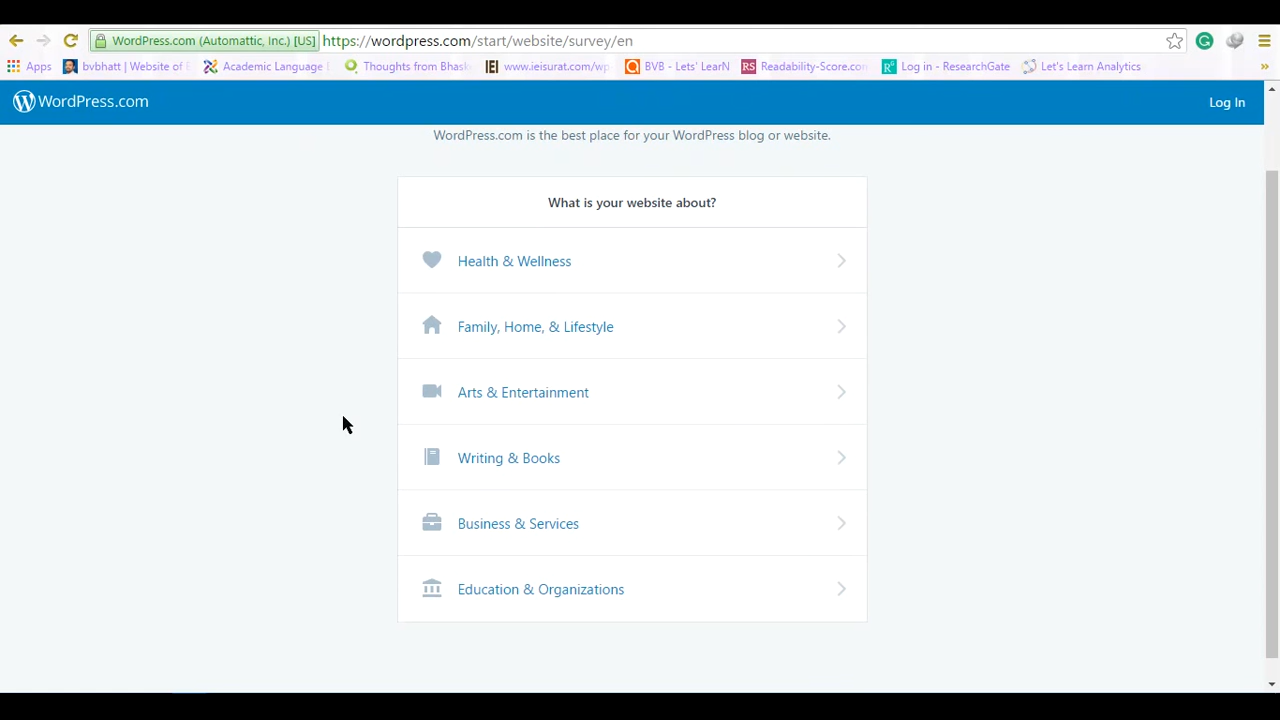 WordPress.com (Automattic, Inc.) [US] https://wordpress.com/start/website/survey/en
Apps bvbhatt | Website of Academic Language Thoughts from Bhask www.ieisurat.com/wp BVB - Lets' LearN RS Readability-Score.com Log in - ResearchGate Let's Learn Analytics »
WordPress.com Log In
WordPress.com is the best place for your WordPress blog or website.
What is your website about?
Health & Wellness
Family, Home, & Lifestyle
Arts & Entertainment
Writing & Books
Business & Services
Education & Organizations